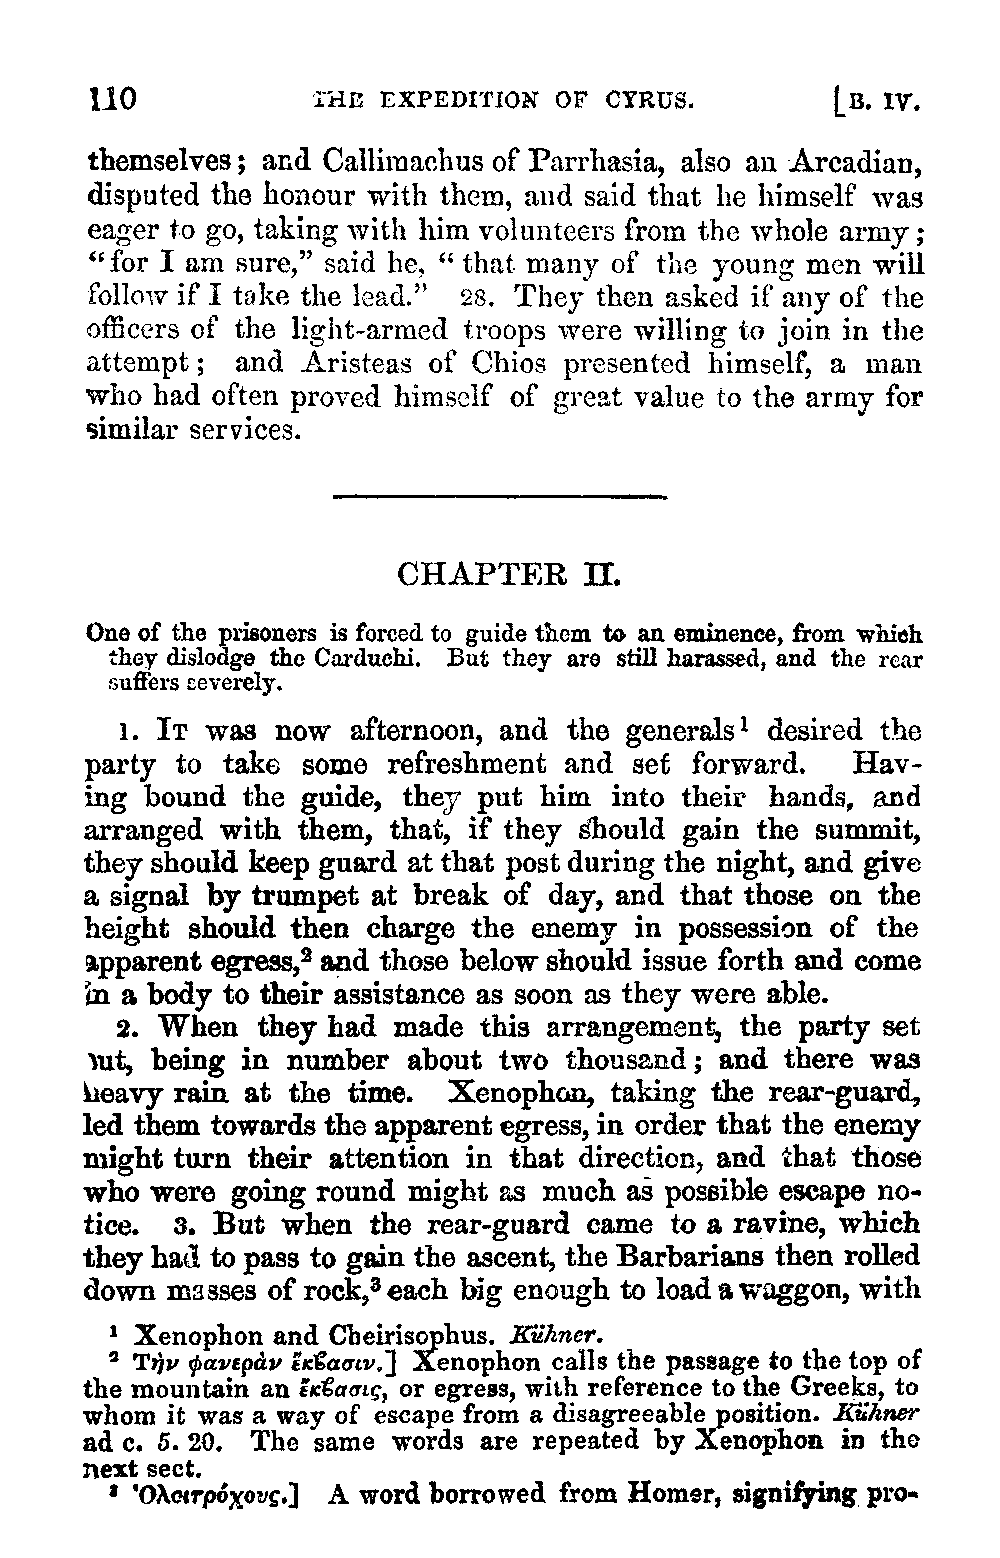 110 THE EXPEDITION OF CYRUS. [B. IV.
themselves; and Callimachus of Parrhasia, also an Arcadian,
disputed the honour with them, and said that he himself was
eager to go, taking with him volunteers from the whole army;
“for I am sure,” said he, “that many of the young men will
follow if I take the lead.” 28. They then asked if any of the
officers of the light-armed troops were willing to join in the
attempt; and Aristeas of Chios presented himself, a man
who had often proved himself of great value to the army for
similar services.
CHAPTER II.
One of the prisoners is forced to guide them to an eminence, from which
they dislodge the Carduchi. But they are still harassed, and the rear
suffers severely.
1. IT was now afternoon, and the generals¹ desired the
party to take some refreshment and set forward. Hav-
ing bound the guide, they put him into their hands, and
arranged with them, that, if they should gain the summit,
they should keep guard at that post during the night, and give
a signal by trumpet at break of day, and that those on the
height should then charge the enemy in possession of the
apparent egress,² and those below should issue forth and come
in a body to their assistance as soon as they were able.
2. When they had made this arrangement, the party set
out, being in number about two thousand; and there was
heavy rain at the time. Xenophon, taking the rear-guard,
led them towards the apparent egress, in order that the enemy
might turn their attention in that direction, and that those
who were going round might as much as possible escape no-
tice. 3. But when the rear-guard came to a ravine, which
they had to pass to gain the ascent, the Barbarians then rolled
down masses of rock,³ each big enough to load a waggon, with
¹ Xenophon and Cheirisophus. Kühner.
² Τὴν φανερὰν ἔκϐασιν.] Xenophon calls the passage to the top of
the mountain an ἔκϐασις, or egress, with reference to the Greeks, to
whom it was a way of escape from a disagreeable position. Kühner
ad c. 5. 20. The same words are repeated by Xenophon in the
next sect.
³ Ὀλοιτρόχους.] A word borrowed from Homer, signifying pro-